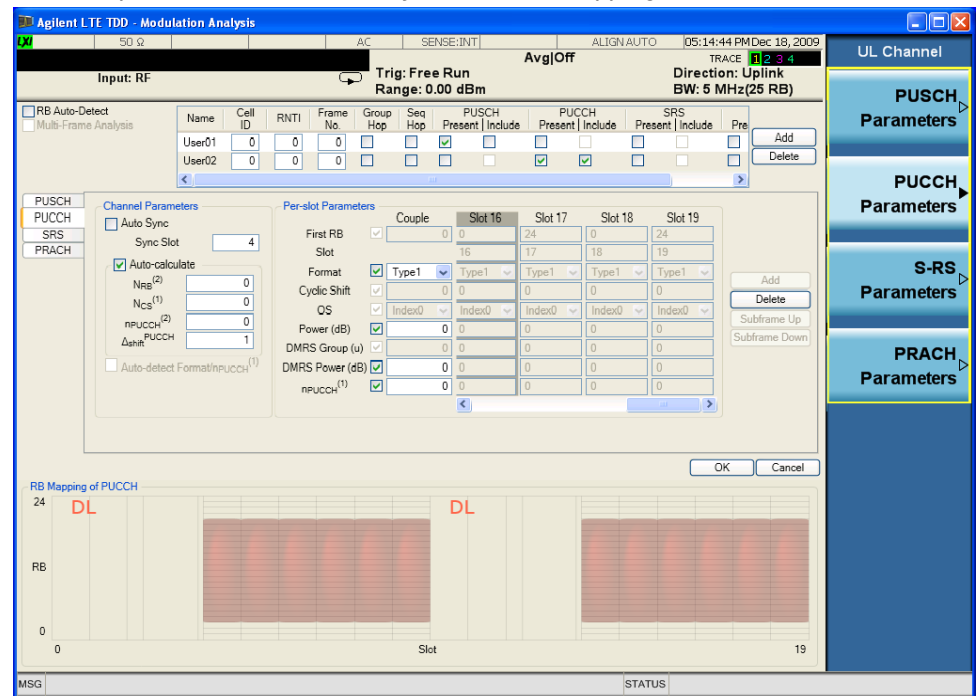 Agilent LTE TDD - Modulation Analysis
LXI 50 Ω AC SENSE:INT ALIGN AUTO 05:14:44 PM Dec 18, 2009
Avg|Off TRACE 1 2 3 4
Input: RF Trig: Free Run Direction: Uplink
Range: 0.00 dBm BW: 5 MHz(25 RB)
UL Channel
PUSCH Parameters
PUCCH Parameters
S-RS Parameters
PRACH Parameters
RB Auto-Detect
Multi-Frame Analysis
Name Cell ID RNTI Frame No. Group Hop Seq Hop PUSCH Present | Include PUCCH Present | Include SRS Present | Include Pre
User01 0 0 0
User02 0 0 0
Add
Delete
PUSCH
PUCCH
SRS
PRACH
Channel Parameters
Auto Sync
Sync Slot 4
Auto-calculate
NRB(2) 0
NCS(1) 0
nPUCCH(2) 0
ΔshiftPUCCH 1
Auto-detect Format/nPUCCH(1)
Per-slot Parameters
Couple Slot 16 Slot 17 Slot 18 Slot 19
First RB 0 0 24 0 24
Slot 16 17 18 19
Format Type1 Type1 Type1 Type1 Type1
Cyclic Shift 0 0 0 0 0
OS Index0 Index0 Index0 Index0 Index0
Power (dB) 0 0 0 0 0
DMRS Group (u) 0 0 0 0 0
DMRS Power (dB) 0 0 0 0 0
nPUCCH(1) 0 0 0 0 0
Add
Delete
Subframe Up
Subframe Down
OK Cancel
RB Mapping of PUCCH
24 DL DL
RB
0
0 Slot 19
MSG STATUS